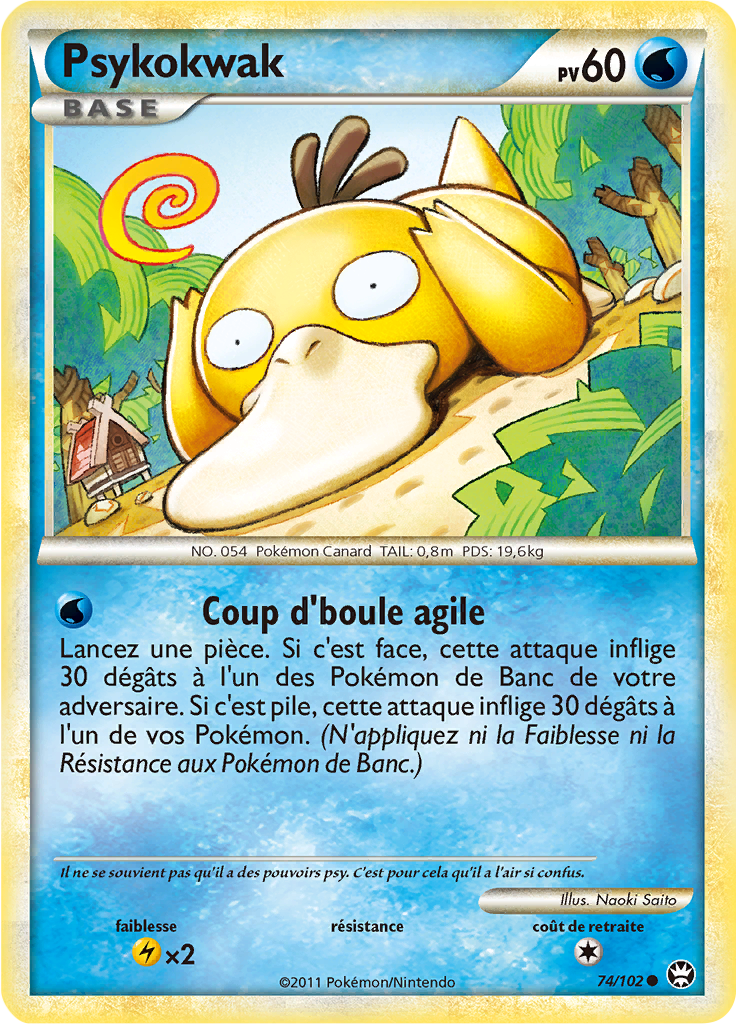 Psykokwak
PV60
BASE
NO. 054 Pokémon Canard TAIL: 0,8m PDS: 19,6kg
Coup d'boule agile
Lancez une pièce. Si c'est face, cette attaque inflige
30 dégâts à l'un des Pokémon de Banc de votre
adversaire. Si c'est pile, cette attaque inflige 30 dégâts à
l'un de vos Pokémon. (N'appliquez ni la Faiblesse ni la
Résistance aux Pokémon de Banc.)
Il ne se souvient pas qu'il a des pouvoirs psy. C'est pour cela qu'il a l'air si confus.
Illus. Naoki Saito
faiblesse résistance coût de retraite
×2
©2011 Pokémon/Nintendo
74/102